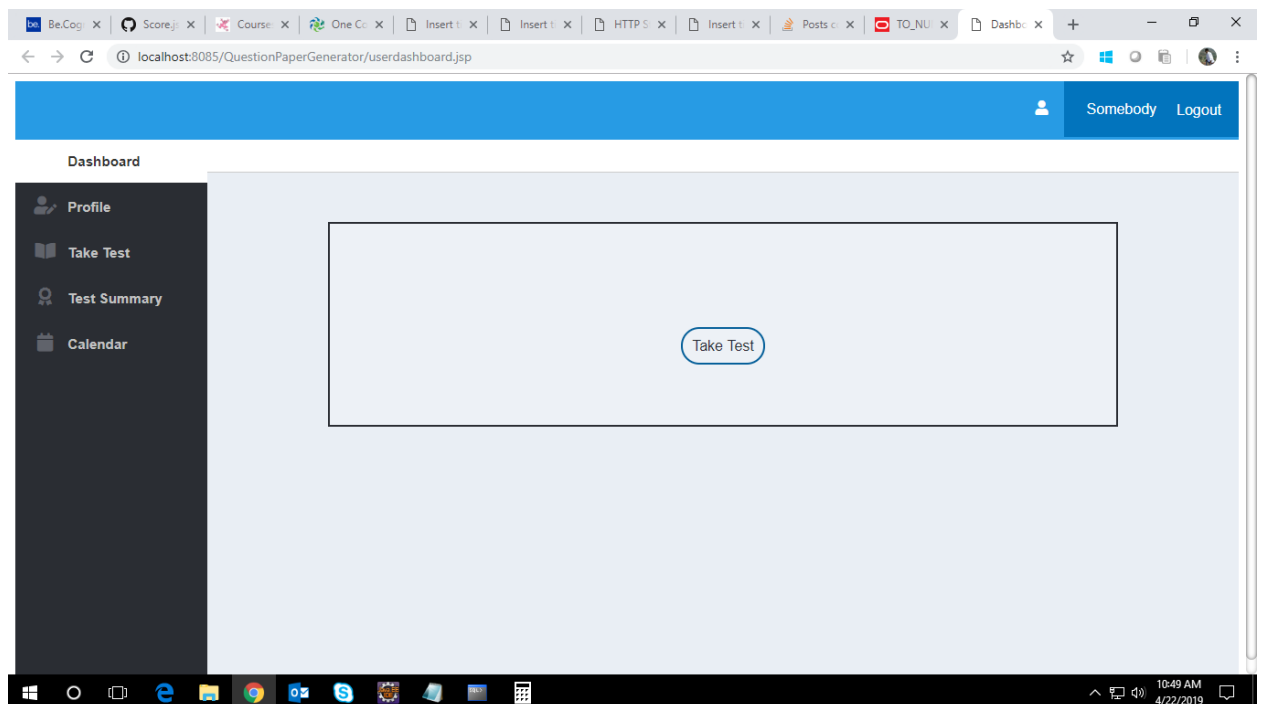 be. Be.Cog Score.j Course One Co Insert t Insert t HTTP S Insert t Posts c TO_NU Dashbo
localhost:8085/QuestionPaperGenerator/userdashboard.jsp
Somebody Logout
Dashboard
Profile
Take Test
Test Summary
Calendar
Take Test
10:49 AM
4/22/2019